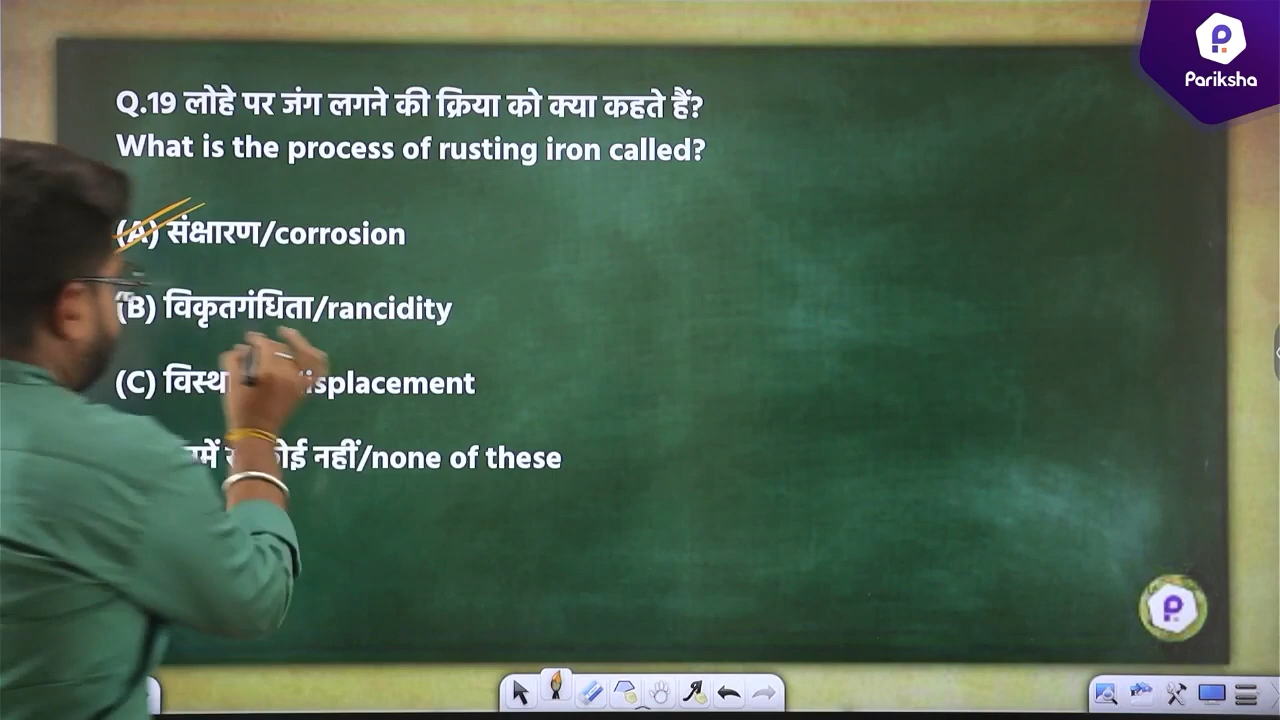 Pariksha
Q.19 लोहे पर जंग लगने की क्रिया को क्या कहते हैं?
What is the process of rusting iron called?
(A) संक्षारण/corrosion
(B) विकृतगंधिता/rancidity
(C) displacement
कोई नहीं/none of these